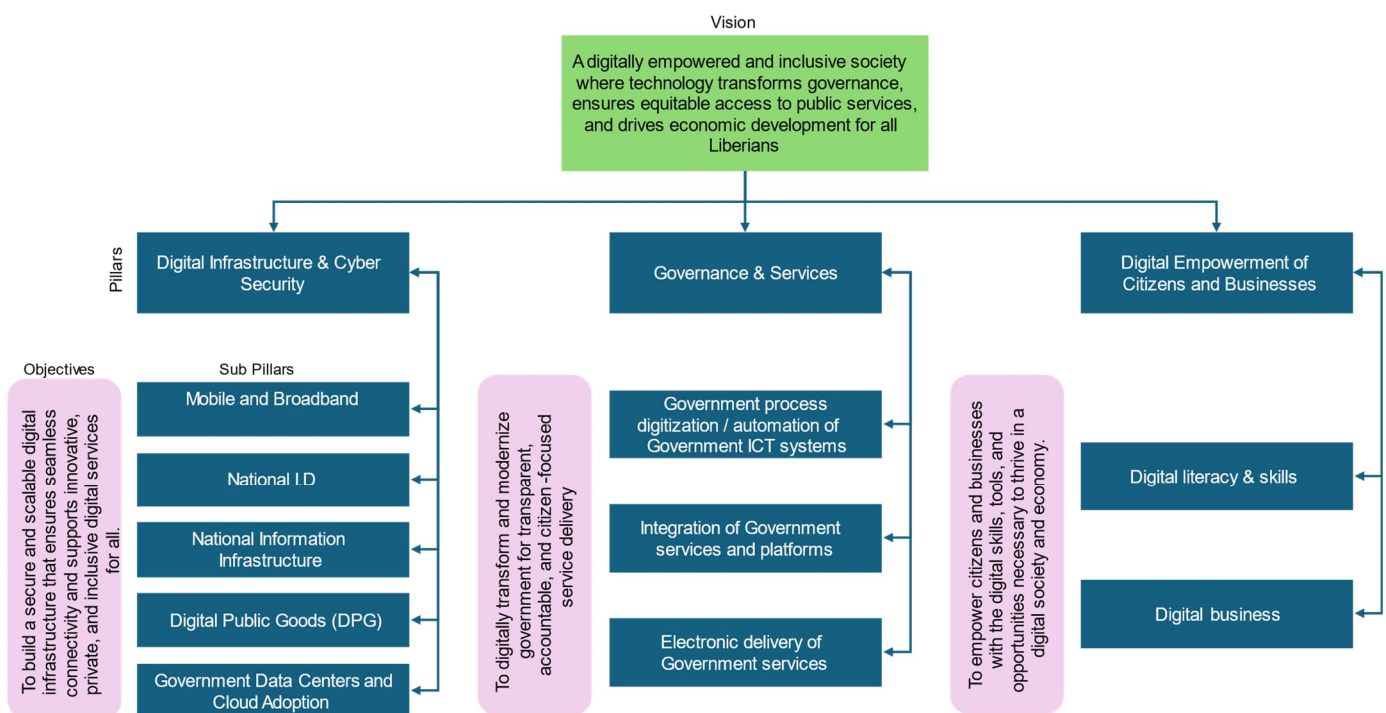 Vision
A digitally empowered and inclusive society
where technology transforms governance,
ensures equitable access to public services,
and drives economic development for all
Liberians
Pillars
Digital Infrastructure & Cyber
Security
Governance & Services
Digital Empowerment of
Citizens and Businesses
Objectives
To build a secure and scalable digital
infrastructure that ensures seamless
connectivity and supports innovative,
private, and inclusive digital services
for all.
Sub Pillars
Mobile and Broadband
National I.D
National Information
Infrastructure
Digital Public Goods (DPG)
Government Data Centers and
Cloud Adoption
To digitally transform and modernize
government for transparent,
accountable, and citizen-focused
service delivery
Government process
digitization / automation of
Government ICT systems
Integration of Government
services and platforms
Electronic delivery of
Government services
To empower citizens and businesses
with the digital skills, tools, and
opportunities necessary to thrive in a
digital society and economy.
Digital literacy & skills
Digital business